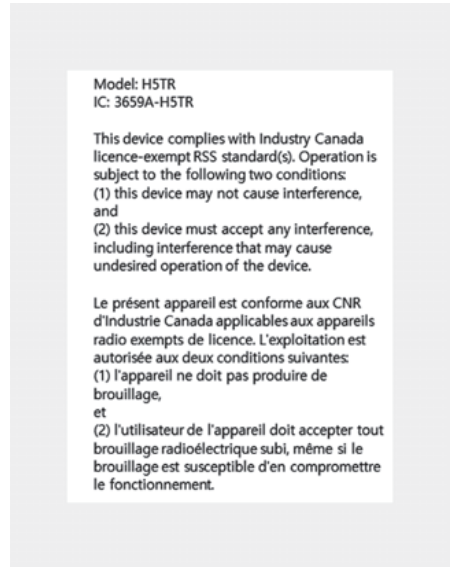 Model: H5TR
IC: 3659A-H5TR
This device complies with Industry Canada
licence-exempt RSS standard(s). Operation is
subject to the following two conditions:
(1) this device may not cause interference,
and
(2) this device must accept any interference,
including interference that may cause
undesired operation of the device.
Le présent appareil est conforme aux CNR
d'Industrie Canada applicables aux appareils
radio exempts de licence. L'exploitation est
autorisée aux deux conditions suivantes:
(1) l'appareil ne doit pas produire de
brouillage,
et
(2) l'utilisateur de l'appareil doit accepter tout
brouillage radioélectrique subi, même si le
brouillage est susceptible d'en compromettre
le fonctionnement.